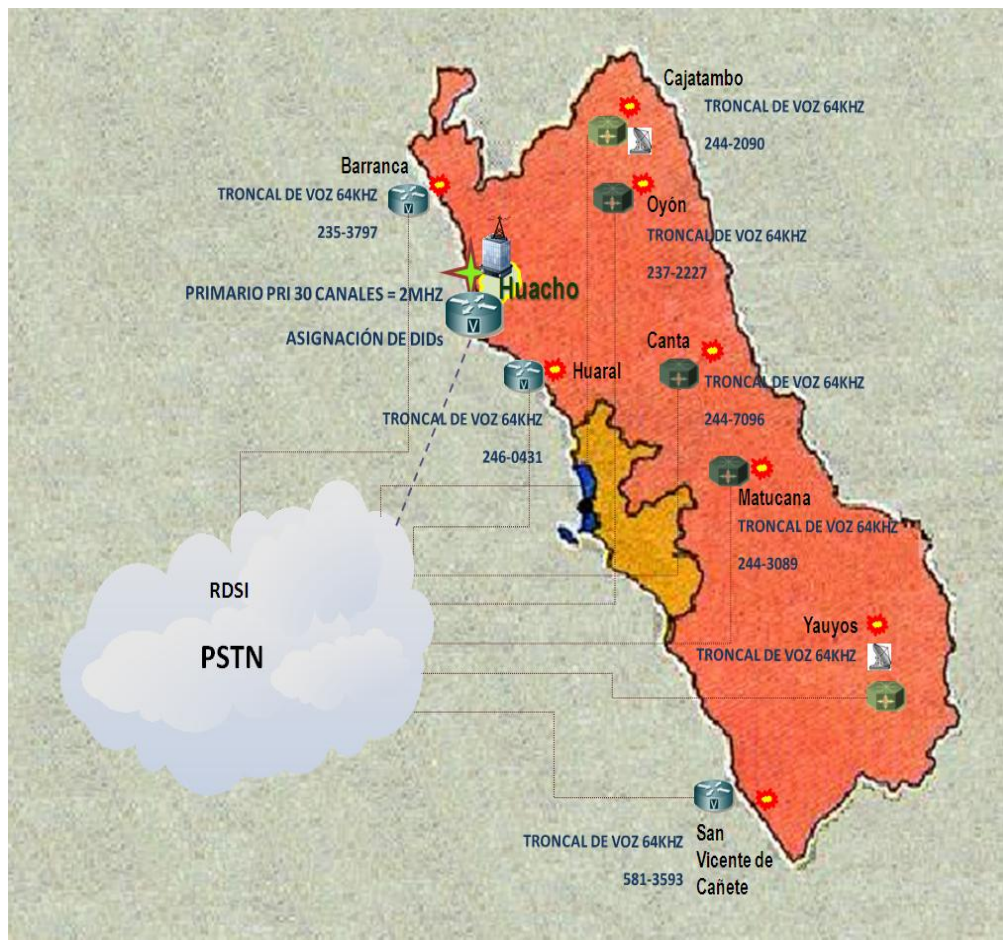 Cajatambo
TRONCAL DE VOZ 64KHZ
244-2090
Barranca
TRONCAL DE VOZ 64KHZ
235-3797
Oyón
TRONCAL DE VOZ 64KHZ
237-2227
Huacho
PRIMARIO PRI 30 CANALES = 2MHZ
ASIGNACIÓN DE DIDs
V
Canta
TRONCAL DE VOZ 64KHZ
244-7096
Huaral
V
TRONCAL DE VOZ 64KHZ
246-0431
Matucana
TRONCAL DE VOZ 64KHZ
244-3089
RDSI
PSTN
Yauyos
TRONCAL DE VOZ 64KHZ
V
V
TRONCAL DE VOZ 64KHZ
581-3593
San
Vicente de
Cañete